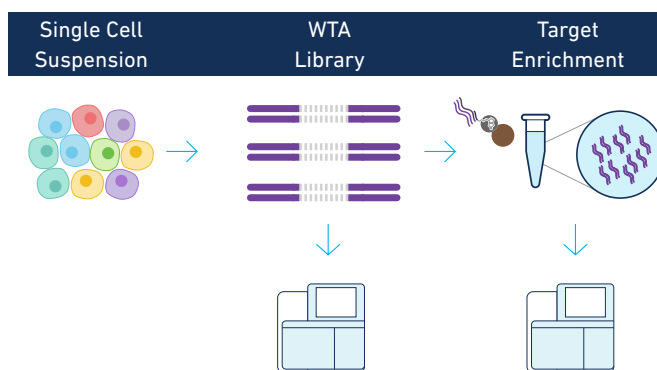 Single Cell
Suspension
WTA
Library
Target
Enrichment